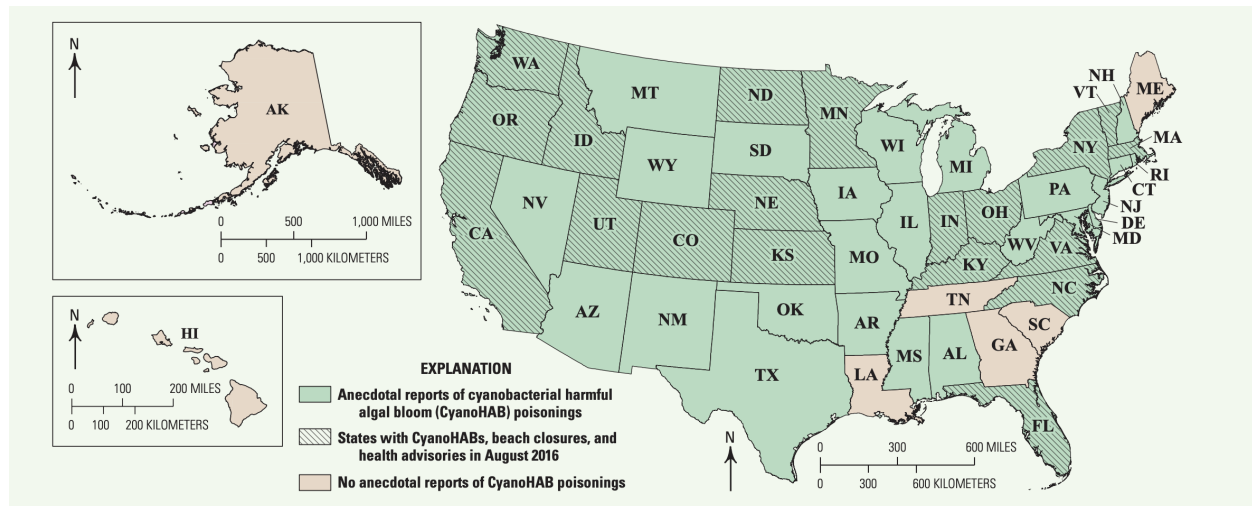 N
AK
0 500 1,000 MILES
0 500 1,000 KILOMETERS
N
HI
0 100 200 MILES
0 100 200 KILOMETERS
WA
OR
CA
ID
NV
MT
WY
UT
CO
AZ
NM
ND
SD
NE
KS
OK
TX
MN
IA
MO
AR
LA
WI
IL
MI
IN
OH
KY
TN
MS
AL
GA
SC
NC
FL
WV
VA
PA
NY
VT
NH
ME
MA
RI
CT
NJ
DE
MD
EXPLANATION
Anecdotal reports of cyanobacterial harmful
algal bloom (CyanoHAB) poisonings
States with CyanoHABs, beach closures, and
health advisories in August 2016
No anecdotal reports of CyanoHAB poisonings
N
0 300 600 MILES
0 300 600 KILOMETERS